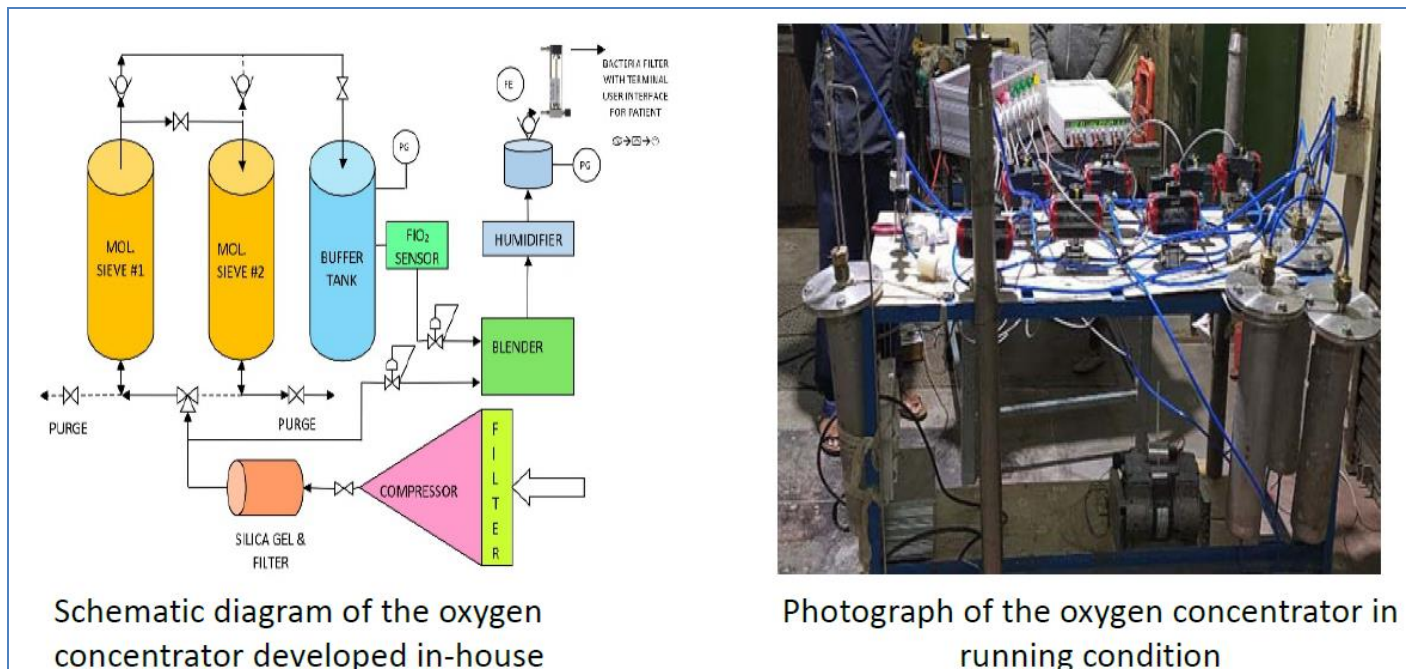 BACTERIA FILTER
WITH TERMINAL
USER INTERFACE
FOR PATIENT
FE
PG
PG
MOL.
SIEVE #1
MOL.
SIEVE #2
BUFFER
TANK
FIO₂
SENSOR
HUMIDIFIER
BLENDER
PURGE
PURGE
COMPRESSOR
FILTER
SILICA GEL &
FILTER
Schematic diagram of the oxygen
concentrator developed in-house
Photograph of the oxygen concentrator in
running condition